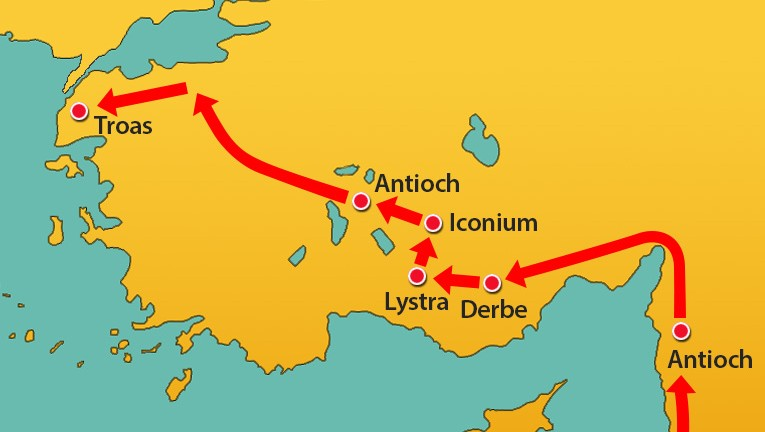 Troas
Antioch
Iconium
Lystra
Derbe
Antioch